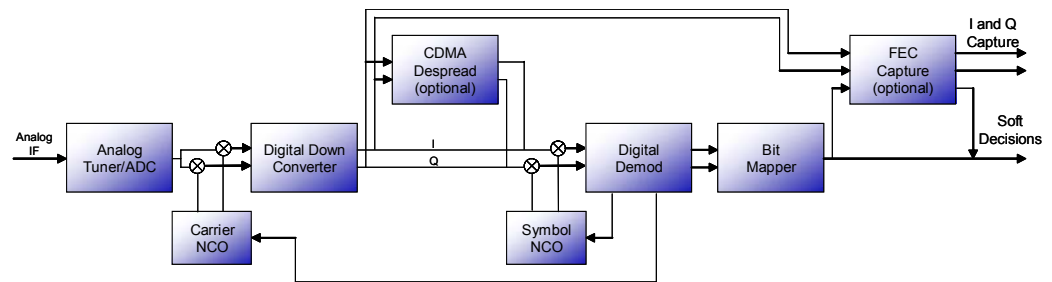 I and Q
Capture
CDMA
Despread
(optional)
FEC
Capture
(optional)
Analog
IF
Analog
Tuner/ADC
Digital Down
Converter
I
Q
Digital
Demod
Bit
Mapper
Soft
Decisions
Carrier
NCO
Symbol
NCO